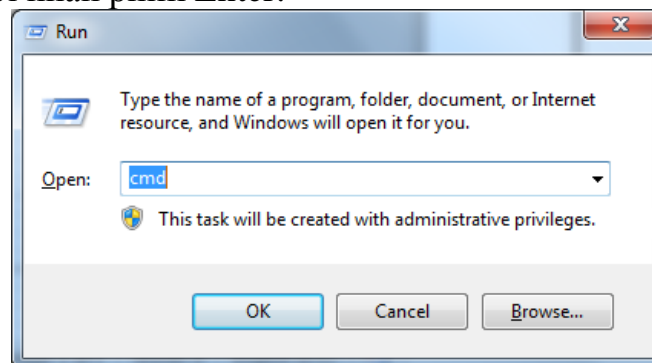 Enter.
Run
Type the name of a program, folder, document, or Internet
resource, and Windows will open it for you.
Open:
cmd
This task will be created with administrative privileges.
OK
Cancel
Browse...